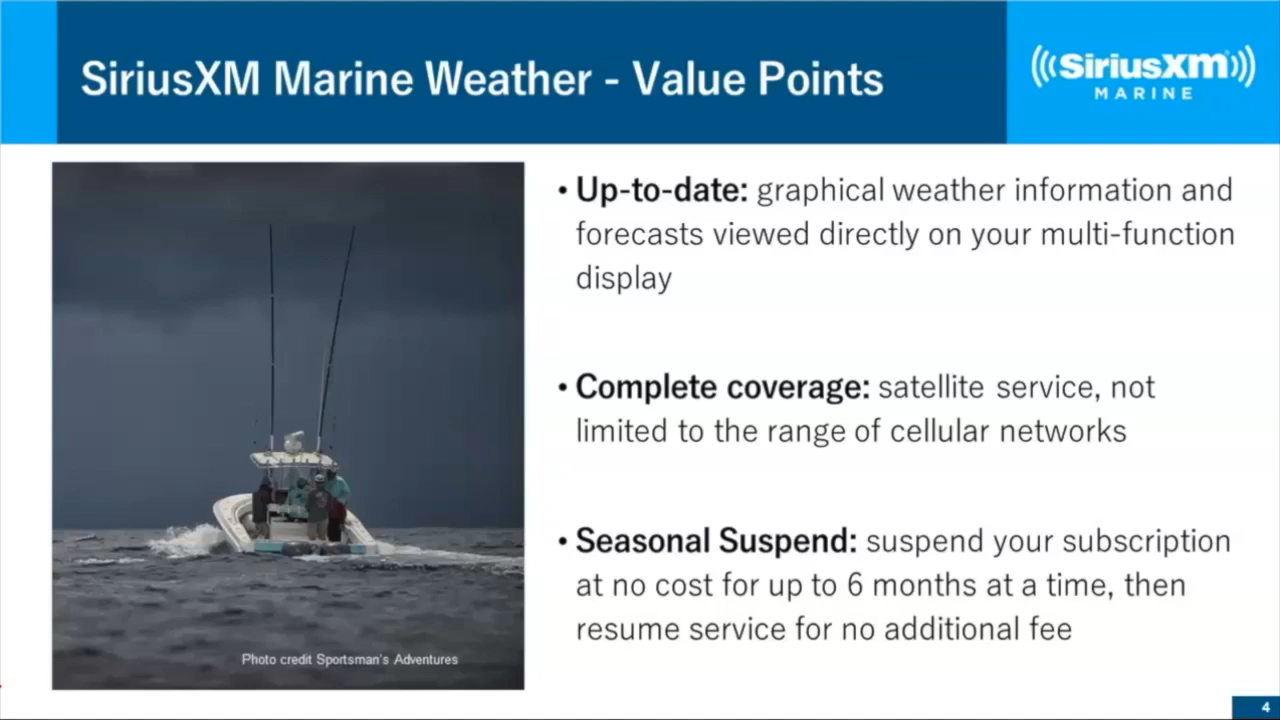 SiriusXM Marine Weather - Value Points
((SiriusXM))
MARINE
• Up-to-date: graphical weather information and
forecasts viewed directly on your multi-function
display
• Complete coverage: satellite service, not
limited to the range of cellular networks
• Seasonal Suspend: suspend your subscription
at no cost for up to 6 months at a time, then
resume service for no additional fee
Photo credit Sportsman's Adventures
4